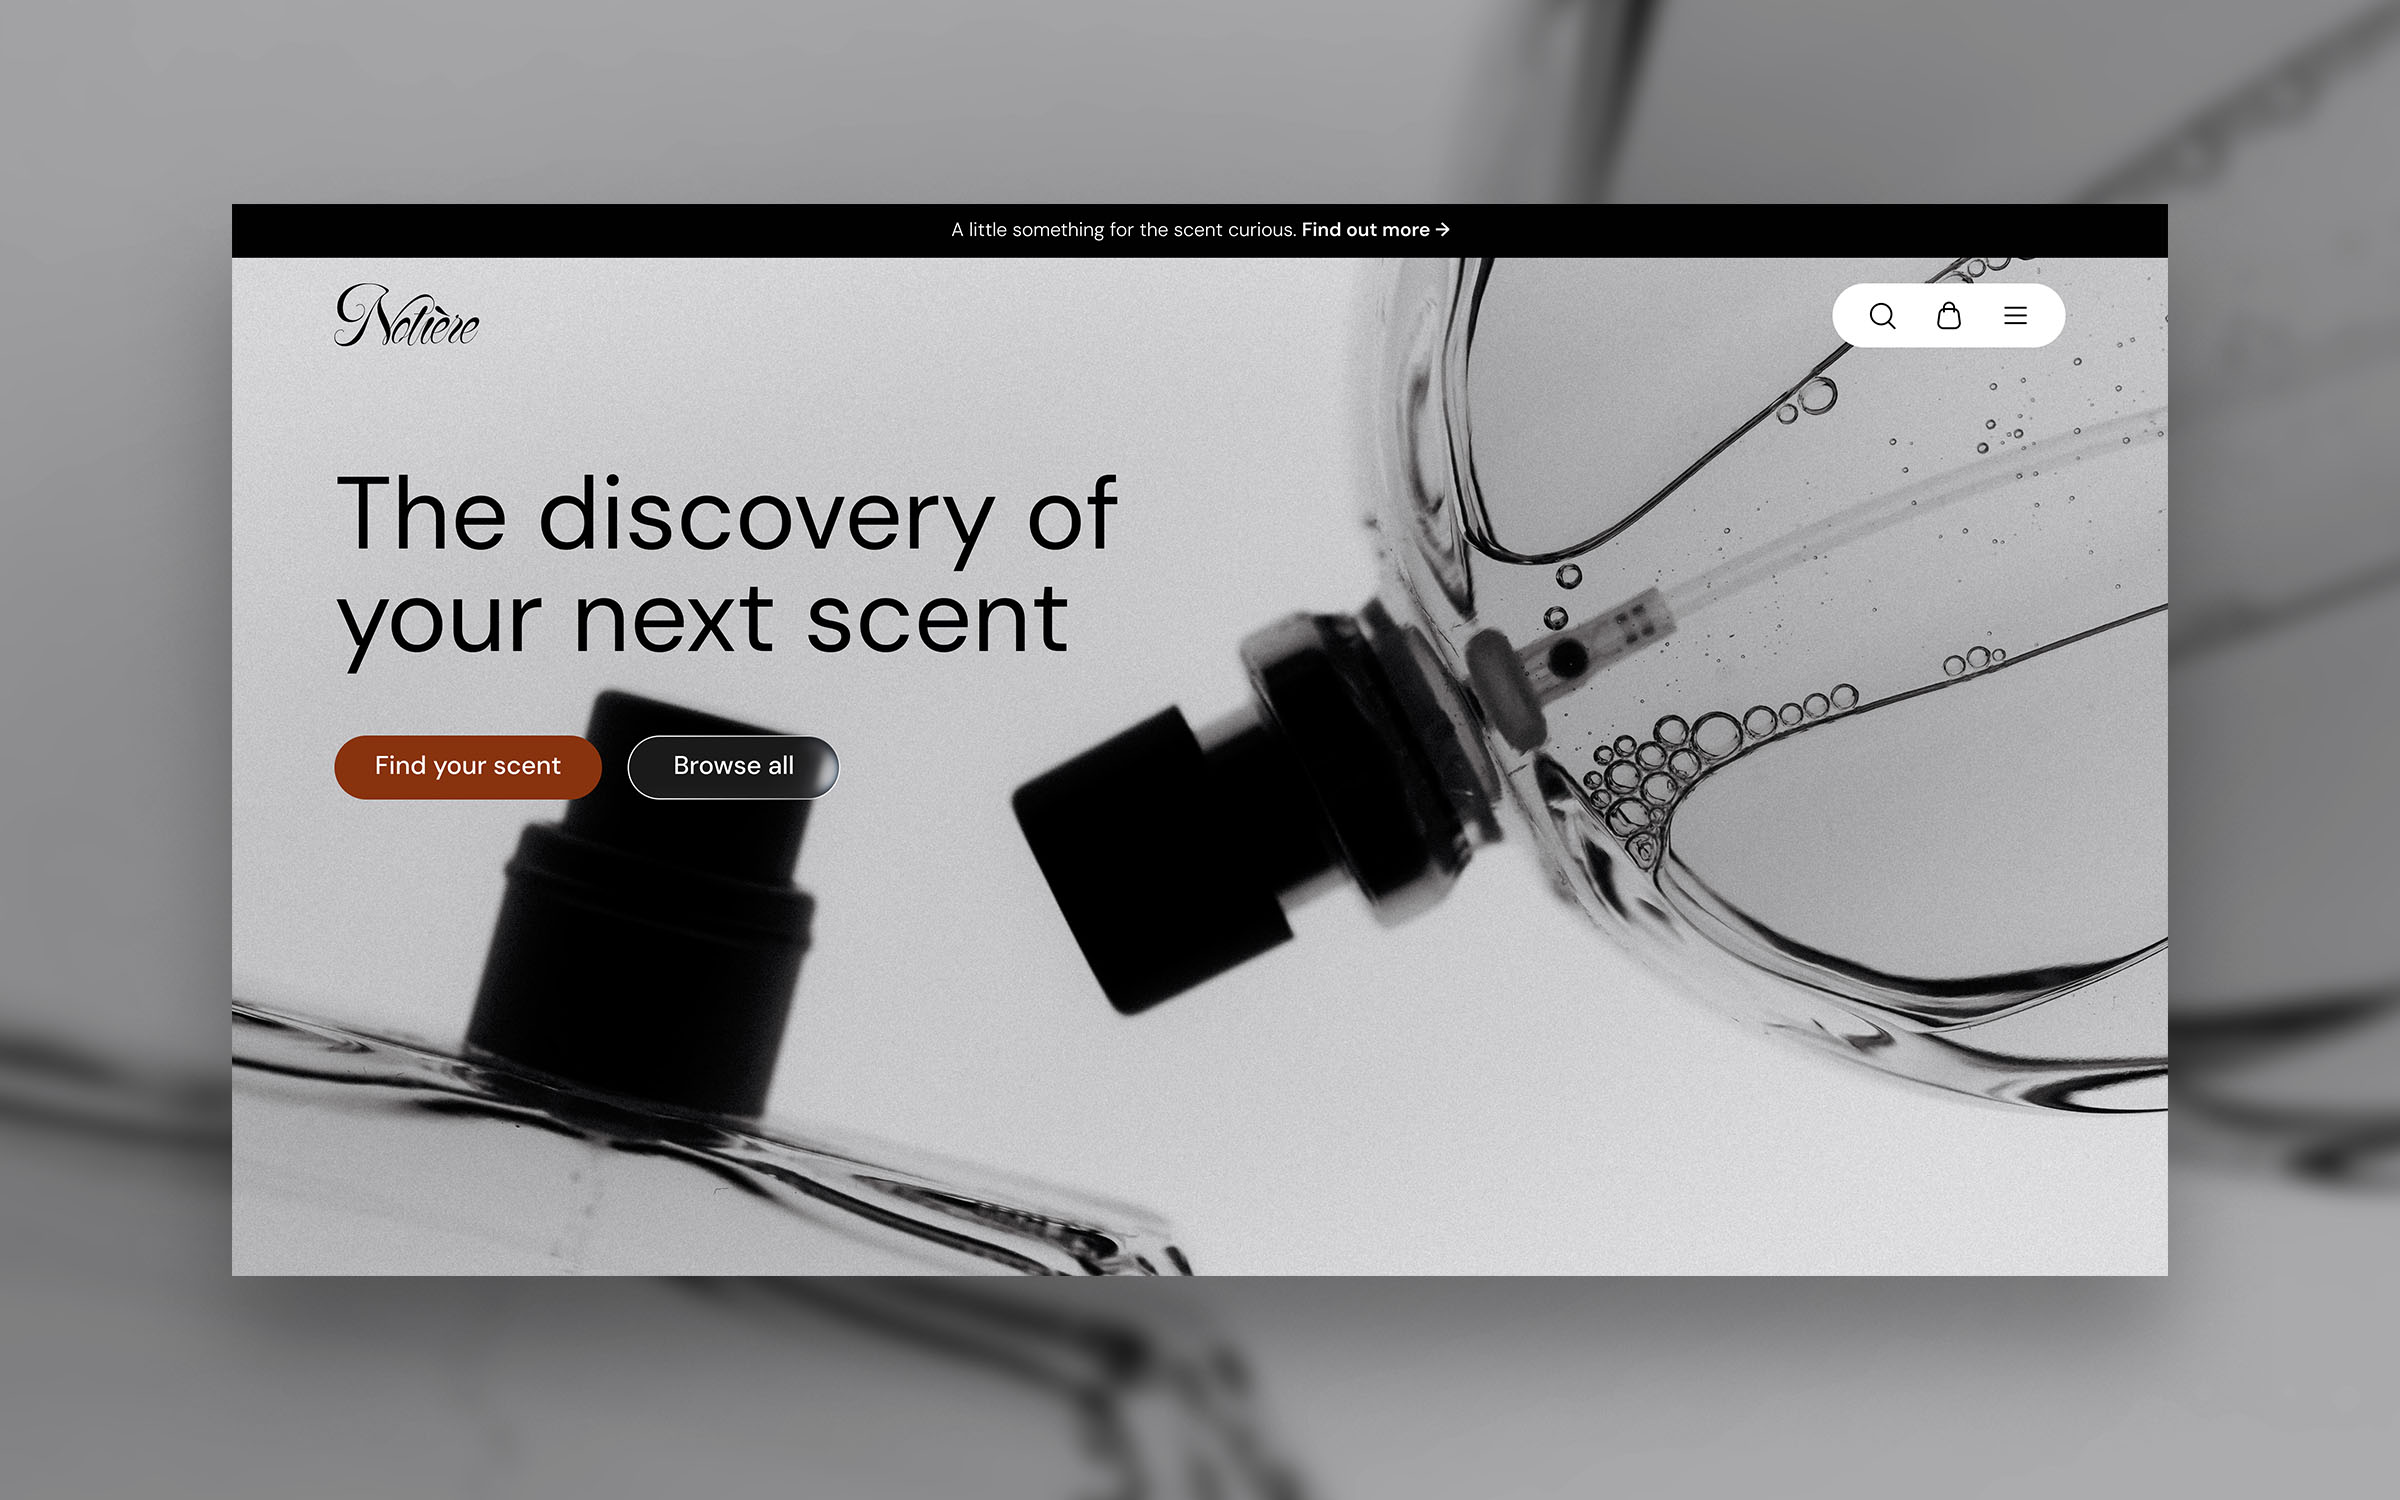 A little something for the scent curious. Find out more →
Notière
The discovery of
your next scent
Find your scent
Browse all